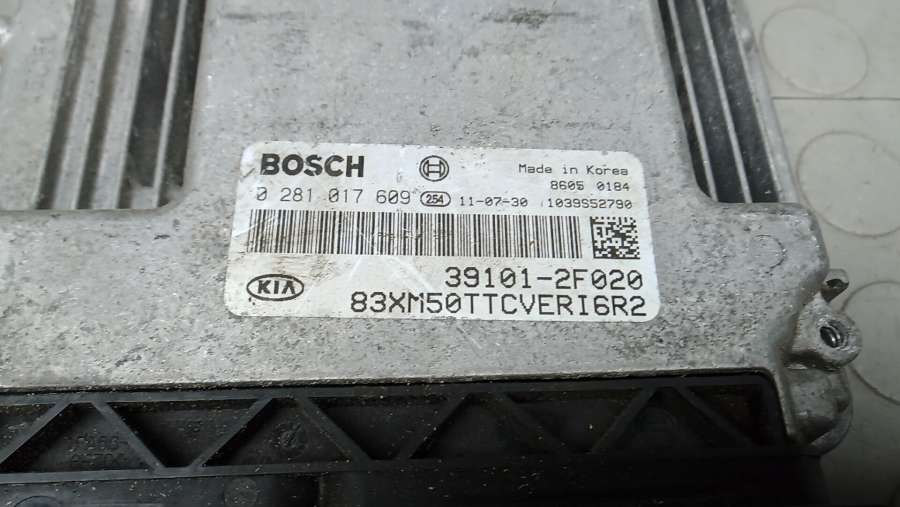 BOSCH
Made in Korea
8605 0184
0 281 017 609 254 11-07-30 1039S52790
39101-2F020
KIA
83XM50TTCVERI6R2